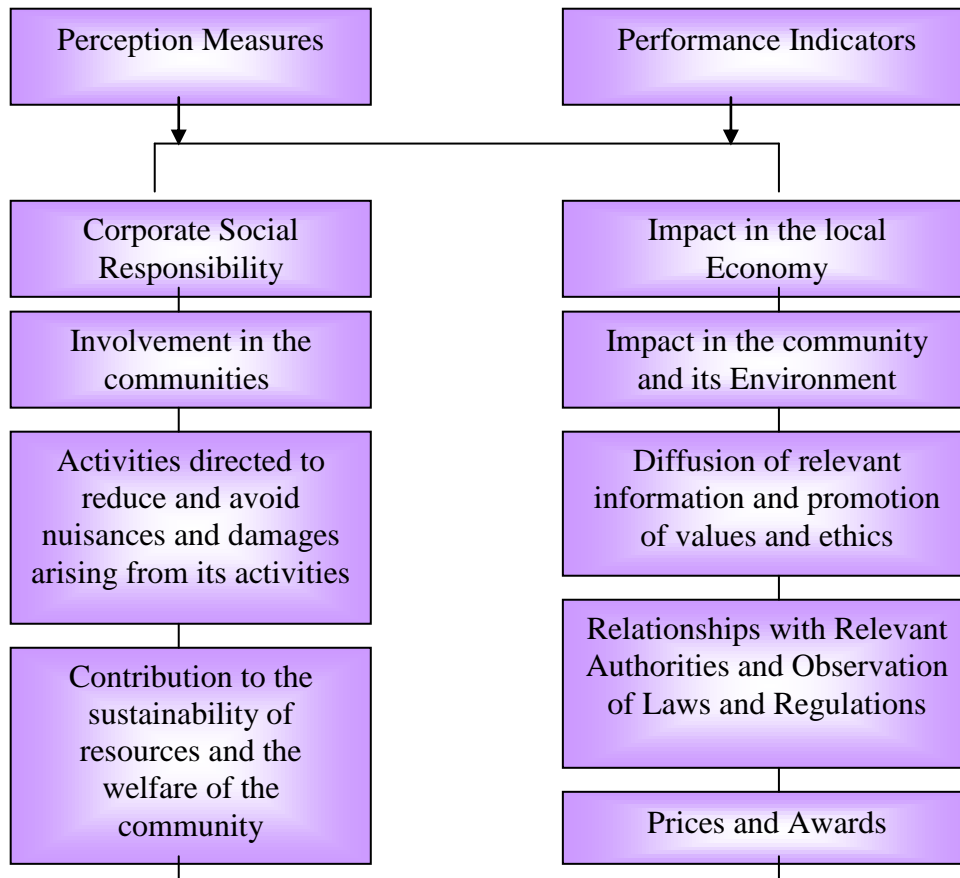 Perception Measures
Performance Indicators
Corporate Social
Responsibility
Impact in the local
Economy
Involvement in the
communities
Impact in the community
and its Environment
Activities directed to
reduce and avoid
nuisances and damages
arising from its activities
Diffusion of relevant
information and promotion
of values and ethics
Relationships with Relevant
Authorities and Observation
of Laws and Regulations
Contribution to the
sustainability of
resources and the
welfare of the
community
Prices and Awards